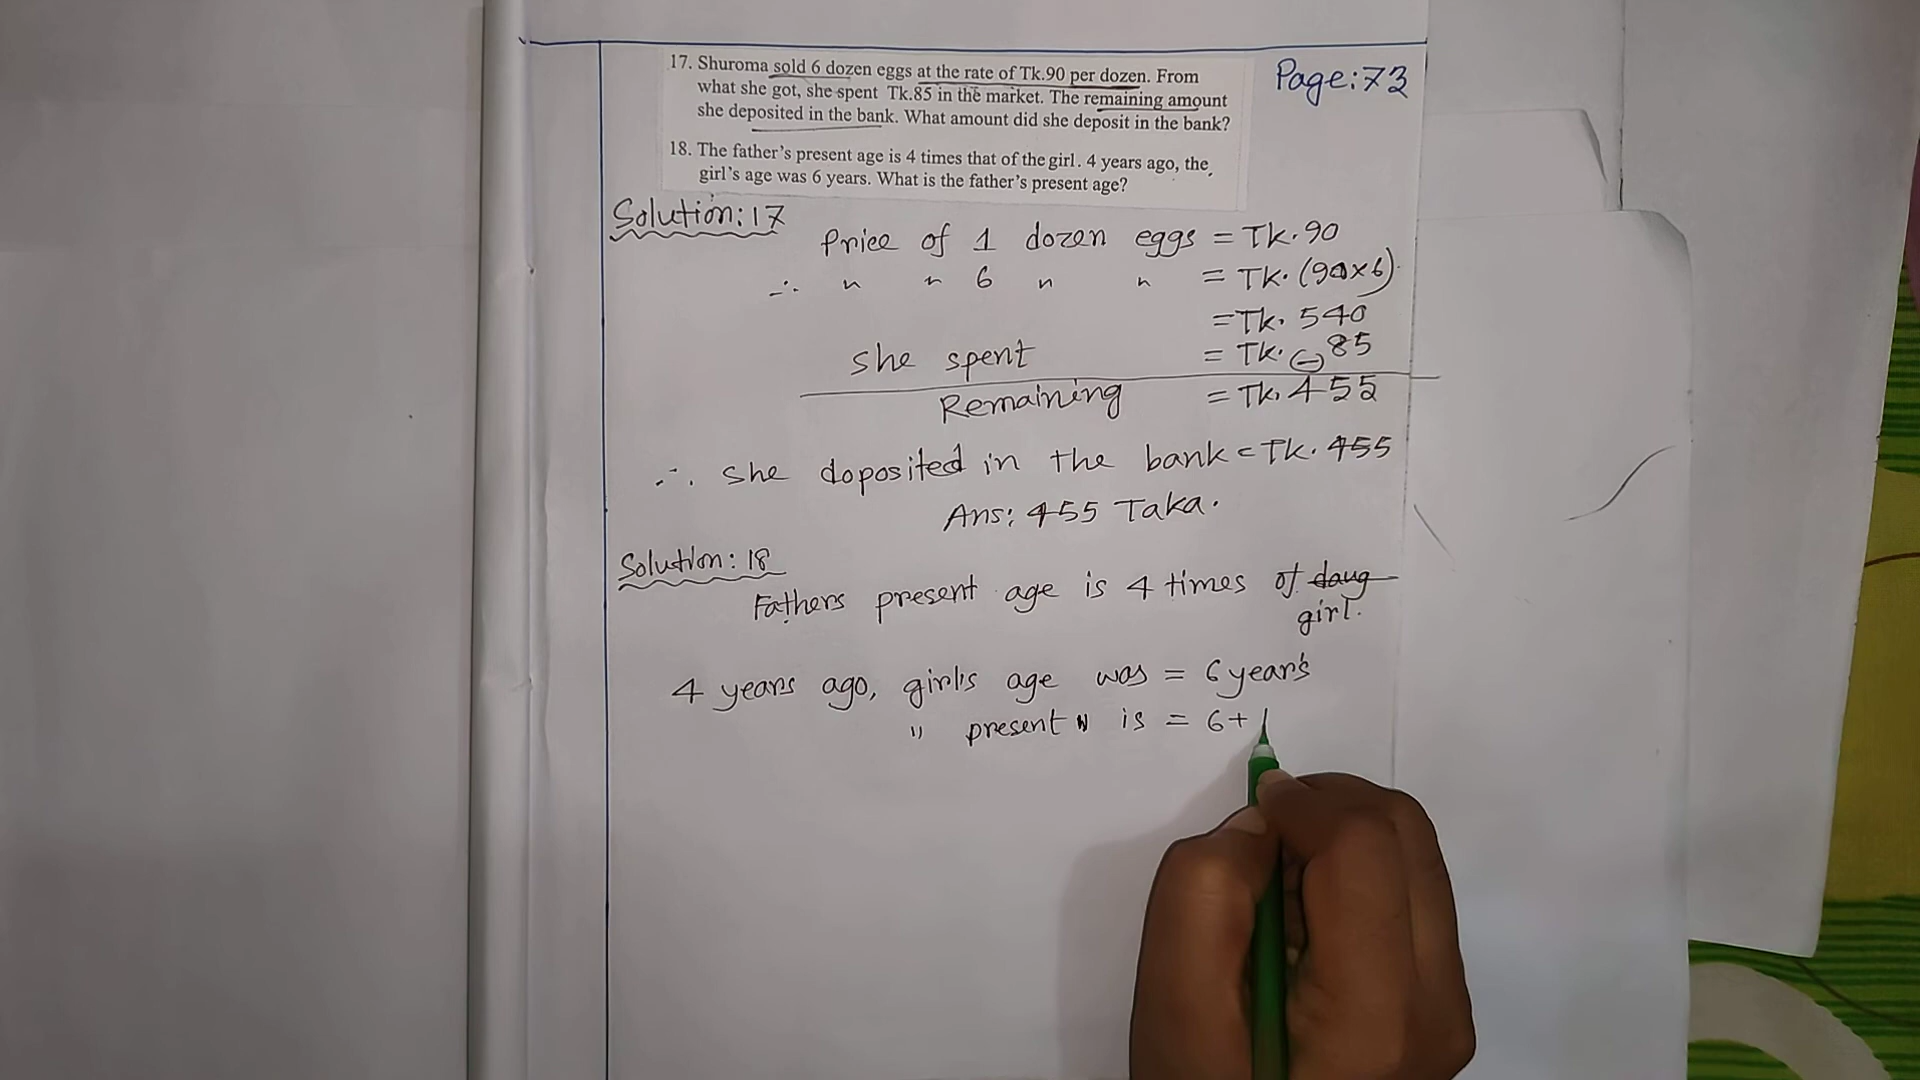 17. Shuroma sold 6 dozen eggs at the rate of Tk.90 per dozen. From
what she got, she spent Tk.85 in the market. The remaining amount
she deposited in the bank. What amount did she deposit in the bank?
18. The father's present age is 4 times that of the girl. 4 years ago, the
girl's age was 6 years. What is the father's present age?
Page:73
Solution:17
Price of 1 dozen eggs = Tk.90
∴ " " 6 " " = Tk. (90×6)
=Tk. 540
She spent = Tk. (-) 85
Remaining = Tk. 455
∴ She doposited in the bank = Tk. 455
Ans: 455 Taka.
Solution: 18
Fathers present age is 4 times of daug
girl.
4 years ago, girl's age was = 6 years
" present " is = 6+